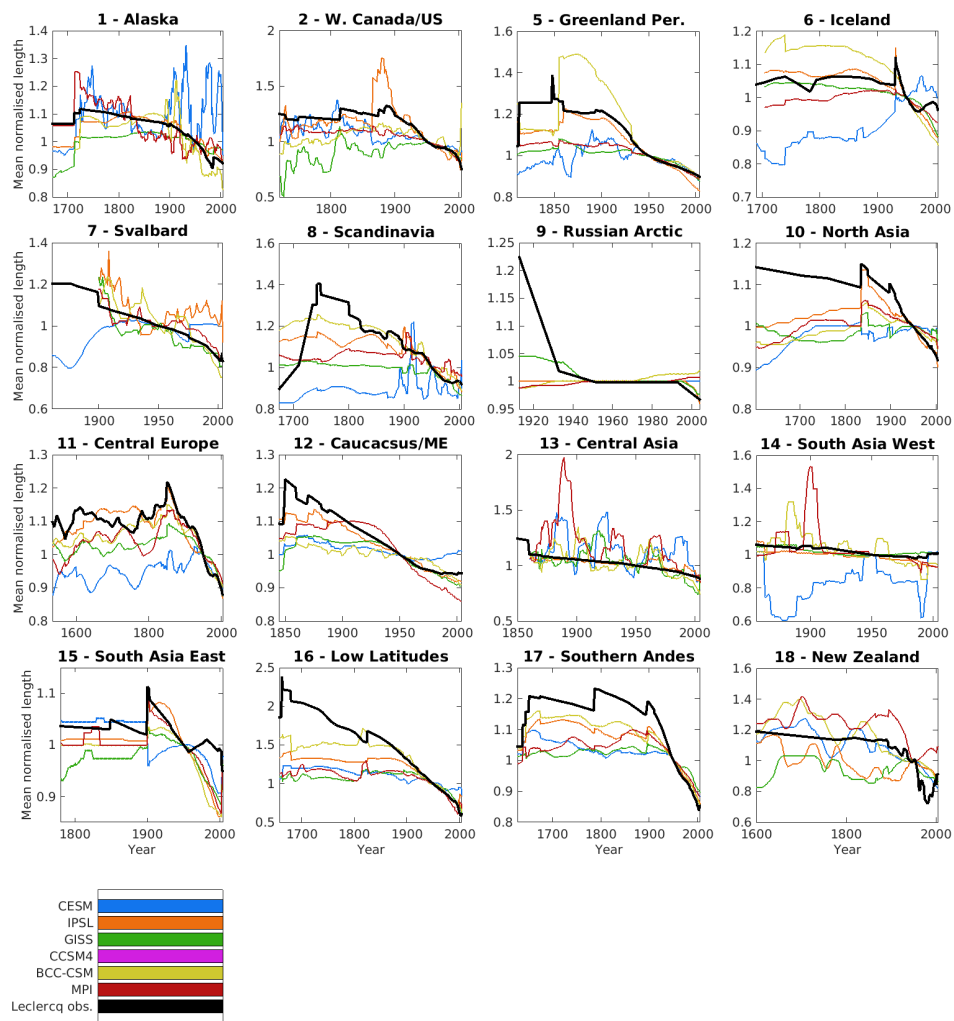 1 - Alaska
2 - W. Canada/US
5 - Greenland Per.
6 - Iceland
Mean normalised length
1.4
1.3
1.2
1.1
1
0.9
0.8
1700 1800 1900 2000
2
1.5
1
0.5
1800 1900 2000
1.6
1.4
1.2
1
0.8
1850 1900 1950 2000
1.2
1.1
1
0.9
0.8
0.7
1700 1800 1900 2000
7 - Svalbard
8 - Scandinavia
9 - Russian Arctic
10 - North Asia
Mean normalised length
1.4
1.2
1
0.8
0.6
1900 1950 2000
1.6
1.4
1.2
1
0.8
1700 1800 1900 2000
1.25
1.2
1.15
1.1
1.05
1
0.95
1920 1940 1960 1980 2000
1.2
1.1
1
0.9
0.8
1700 1800 1900 2000
11 - Central Europe
12 - Caucacsus/ME
13 - Central Asia
14 - South Asia West
Mean normalised length
1.3
1.2
1.1
1
0.9
0.8
1600 1700 1800 1900 2000
1.3
1.2
1.1
1
0.9
0.8
1850 1900 1950 2000
2
1.5
1
0.5
1850 1900 1950 2000
1.6
1.4
1.2
1
0.8
0.6
1900 1950 2000
15 - South Asia East
16 - Low Latitudes
17 - Southern Andes
18 - New Zealand
Mean normalised length
1.1
1
0.9
1800 1900 2000
Year
2.5
2
1.5
1
0.5
1700 1800 1900 2000
Year
1.3
1.2
1.1
1
0.9
0.8
1700 1800 1900 2000
Year
1.6
1.4
1.2
1
0.8
0.6
1600 1800 2000
Year
CESM
IPSL
GISS
CCSM4
BCC-CSM
MPI
Leclercq obs.